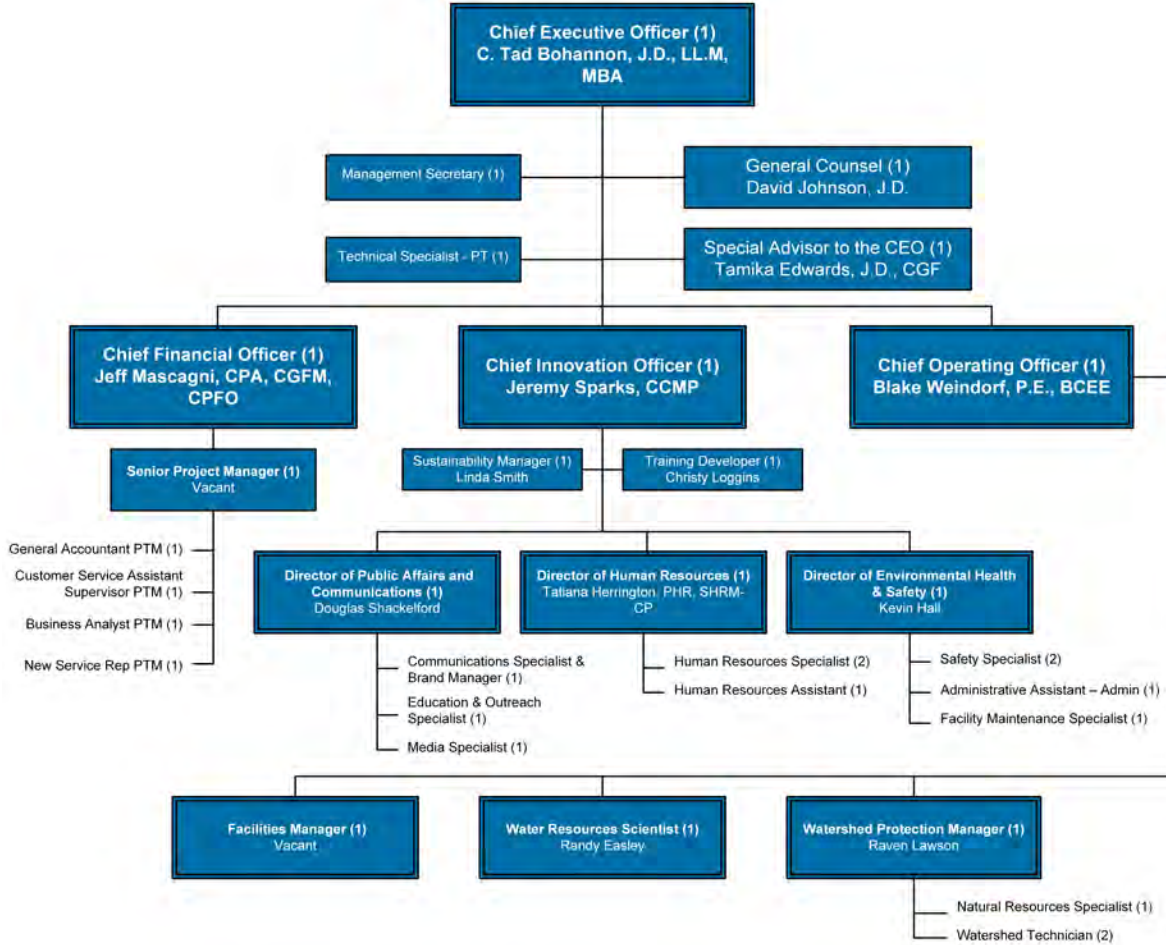 Chief Executive Officer (1)
C. Tad Bohannon, J.D., LL.M,
MBA
Management Secretary (1)
General Counsel (1)
David Johnson, J.D.
Technical Specialist - PT (1)
Special Advisor to the CEO (1)
Tamika Edwards, J.D., CGF
Chief Financial Officer (1)
Jeff Mascagni, CPA, CGFM,
CPFO
Chief Innovation Officer (1)
Jeremy Sparks, CCMP
Chief Operating Officer (1)
Blake Weindorf, P.E., BCEE
Senior Project Manager (1)
Vacant
Sustainability Manager (1)
Linda Smith
Training Developer (1)
Christy Loggins
General Accountant PTM (1)
Customer Service Assistant
Supervisor PTM (1)
Business Analyst PTM (1)
New Service Rep PTM (1)
Director of Public Affairs and
Communications (1)
Douglas Shackelford
Director of Human Resources (1)
Tatiana Herrington, PHR, SHRM-
CP
Director of Environmental Health
& Safety (1)
Kevin Hall
Communications Specialist &
Brand Manager (1)
Education & Outreach
Specialist (1)
Media Specialist (1)
Human Resources Specialist (2)
Human Resources Assistant (1)
Safety Specialist (2)
Administrative Assistant – Admin (1)
Facility Maintenance Specialist (1)
Facilities Manager (1)
Vacant
Water Resources Scientist (1)
Randy Easley
Watershed Protection Manager (1)
Raven Lawson
Natural Resources Specialist (1)
Watershed Technician (2)